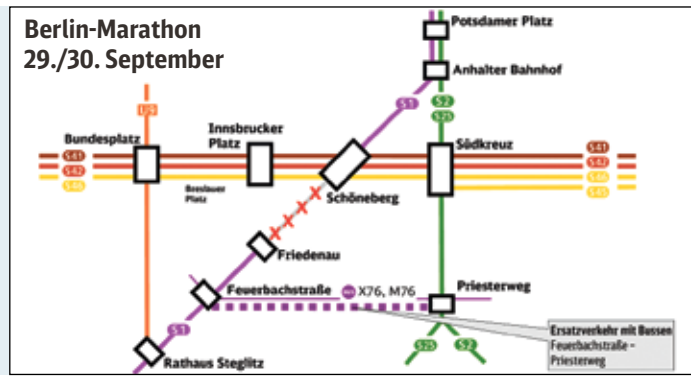 Berlin-Marathon
29./30. September
Potsdamer Platz
Anhalter Bahnhof
S1
S2
S25
U9
Bundesplatz
Innsbrucker
Platz
Südkreuz
S41
S42
S46
S41
S42
S46
S45
Breslauer
Platz
Schöneberg
Friedenau
Feuerbachstraße
X76, M76
Priesterweg
S1
Rathaus Steglitz
S25
S2
Ersatzverkehr mit Bussen
Feuerbachstraße –
Priesterweg